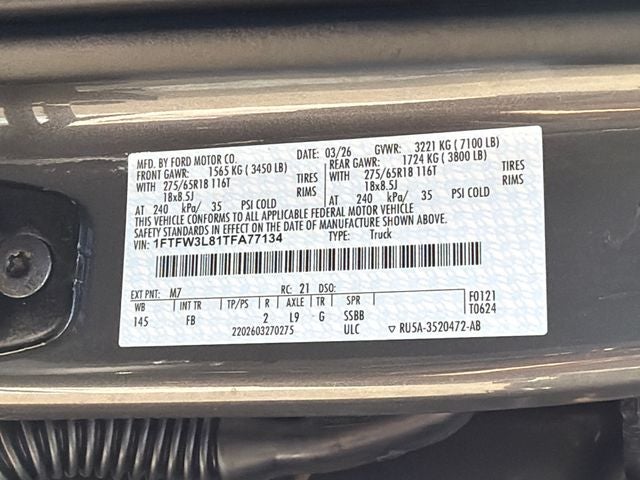 MFD. BY FORD MOTOR CO. DATE: 03/26 GVWR: 3221 KG ( 7100 LB)
FRONT GAWR: 1565 KG ( 3450 LB) REAR GAWR: 1724 KG ( 3800 LB)
WITH 275/65R18 116T TIRES WITH 275/65R18 116T TIRES
18x8.5J RIMS 18x8.5J RIMS
AT 240 kPa/ 35 PSI COLD AT 240 kPa/ 35 PSI COLD
THIS VEHICLE CONFORMS TO ALL APPLICABLE FEDERAL MOTOR VEHICLE
SAFETY STANDARDS IN EFFECT ON THE DATE OF MANUFACTURE SHOWN ABOVE.
VIN: 1FTFW3L81TFA77134 TYPE: Truck
EXT PNT: M7 RC: 21 DSO:
WB INT TR TP/PS R AXLE TR SPR F0121
145 FB 2 L9 G SSBB T0624
2202603270275 ULC ▽ RU5A-3520472-AB